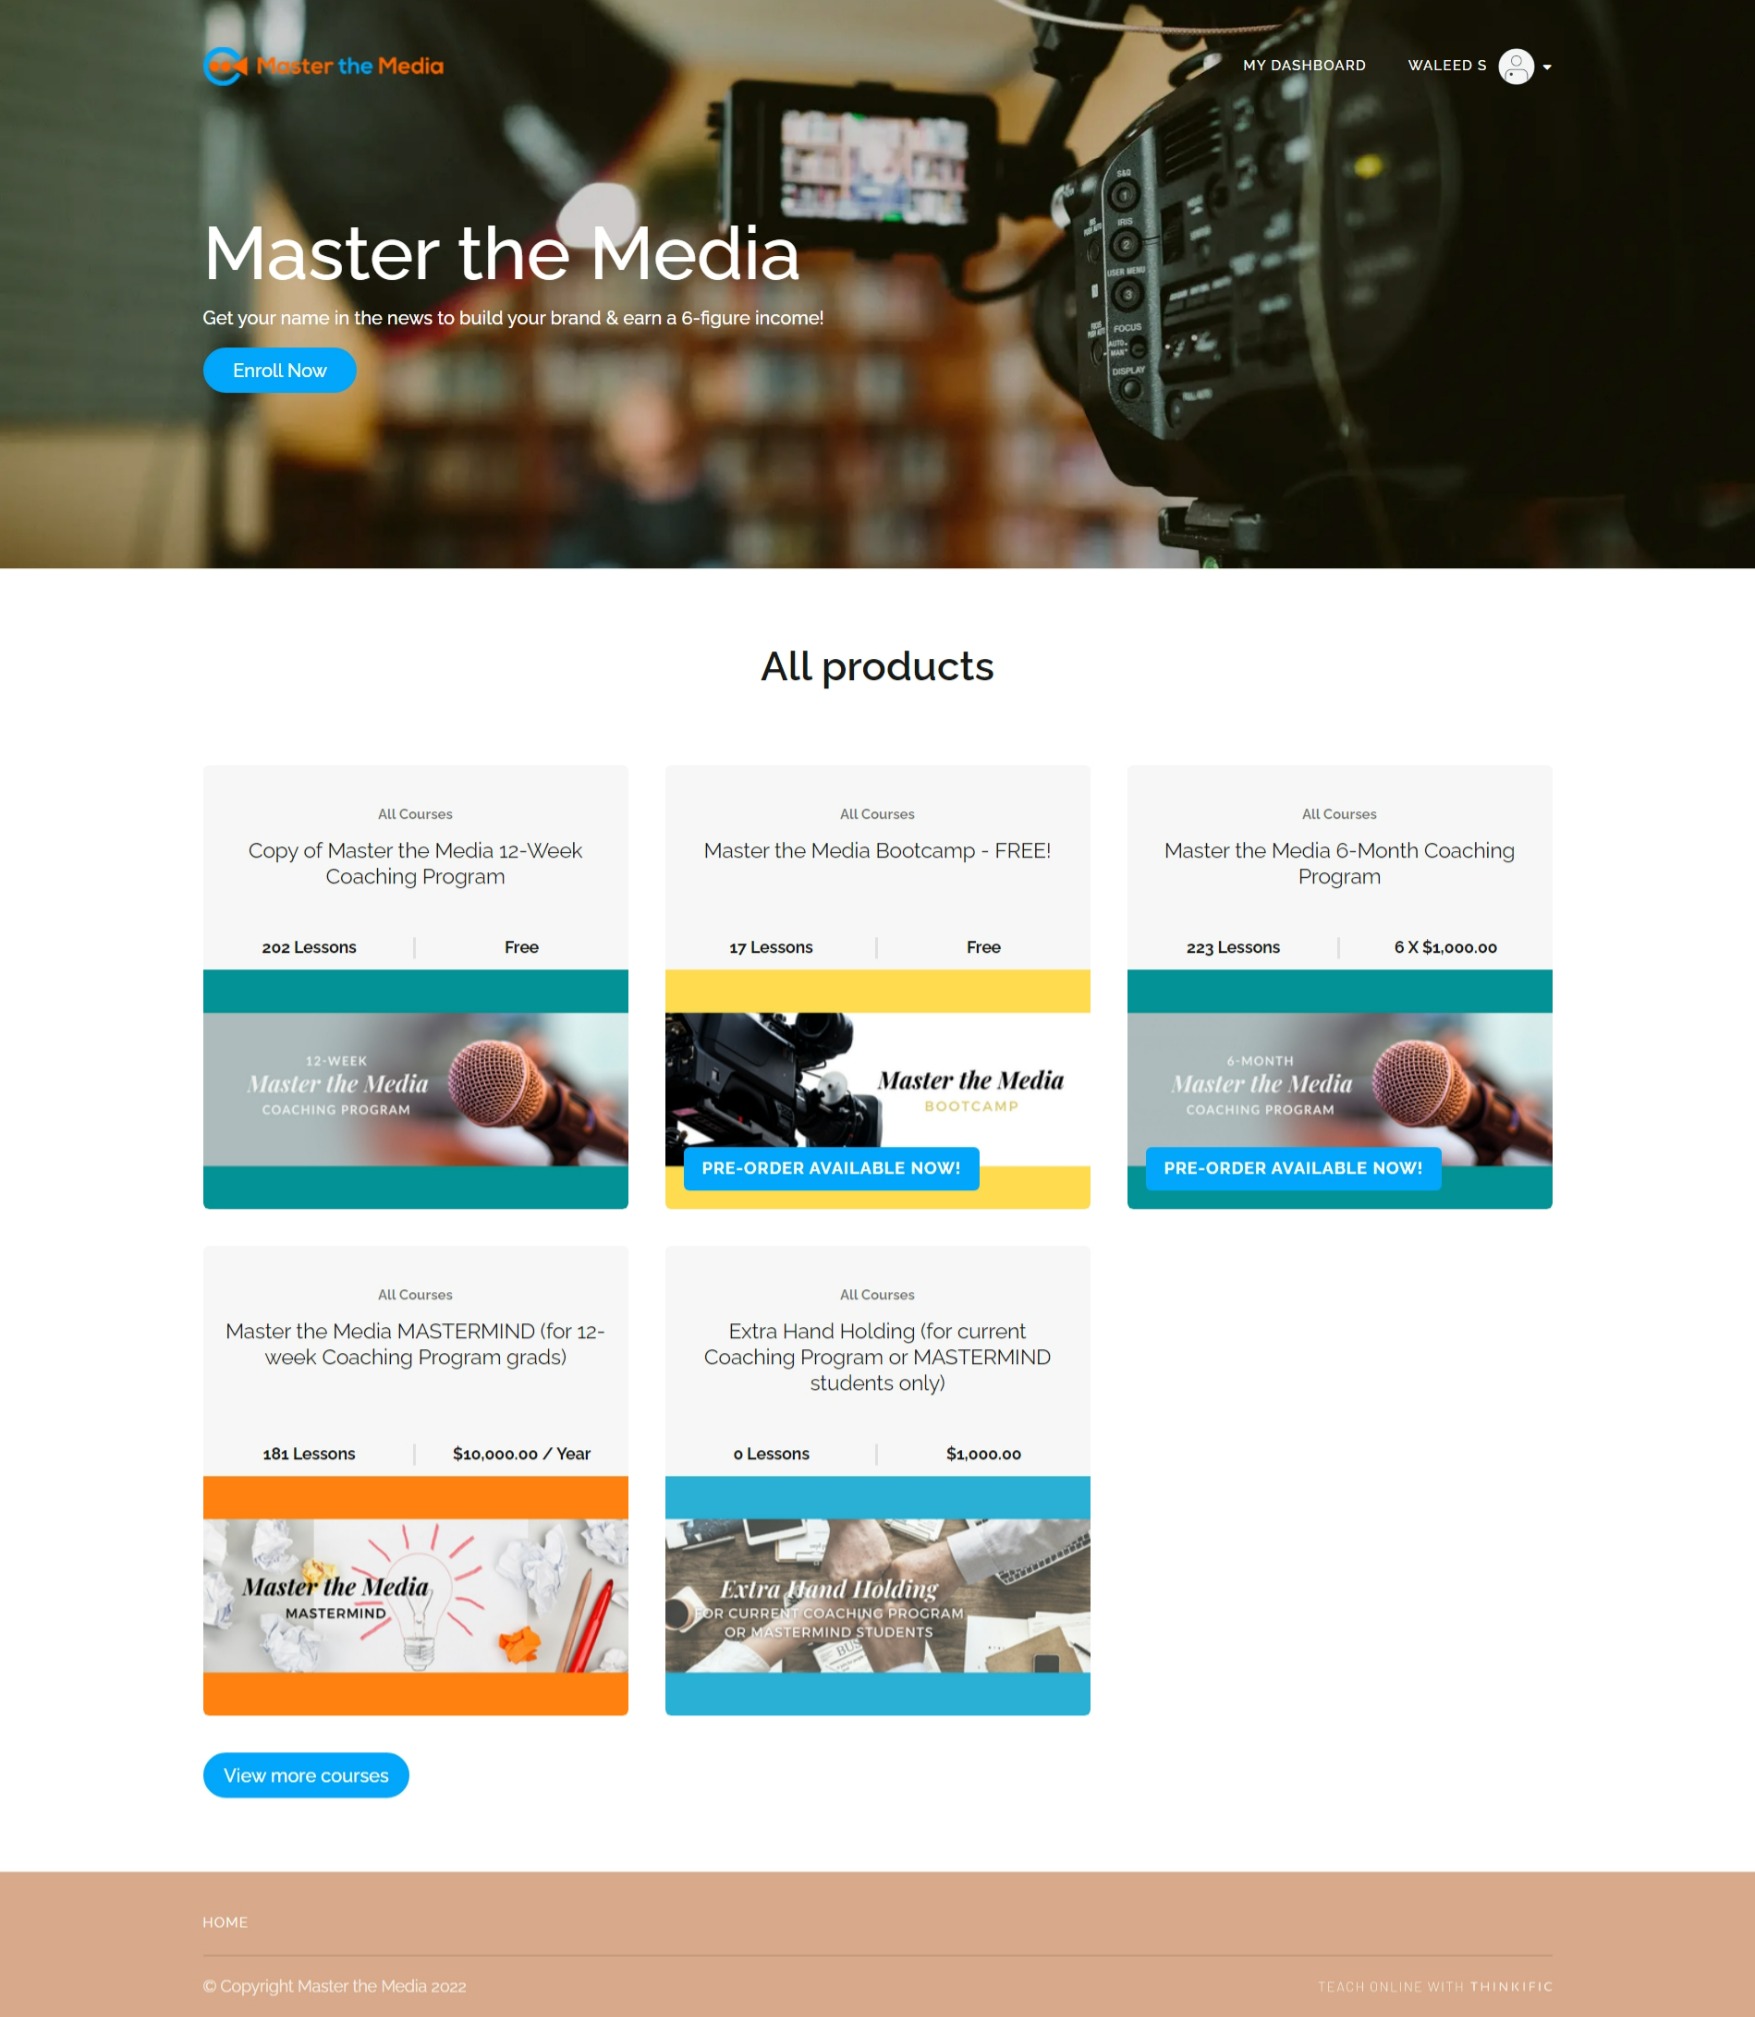 Master the Media
MY DASHBOARD
WALEED S
S&Q
1
IRIS
2
USER MENU
3
FOCUS
DISPLAY
Master the Media
Get your name in the news to build your brand & earn a 6-figure income!
Enroll Now
All products
All Courses
Copy of Master the Media 12-Week
Coaching Program
202 Lessons
Free
12-WEEK
Master the Media
COACHING PROGRAM
All Courses
Master the Media Bootcamp - FREE!
17 Lessons
Free
Master the Media
BOOTCAMP
PRE-ORDER AVAILABLE NOW!
All Courses
Master the Media 6-Month Coaching
Program
223 Lessons
6 X $1,000.00
6-MONTH
Master the Media
COACHING PROGRAM
PRE-ORDER AVAILABLE NOW!
All Courses
Master the Media MASTERMIND (for 12-
week Coaching Program grads)
181 Lessons
$10,000.00 / Year
Master the Media
MASTERMIND
All Courses
Extra Hand Holding (for current
Coaching Program or MASTERMIND
students only)
0 Lessons
$1,000.00
Extra Hand Holding
FOR CURRENT COACHING PROGRAM
OR MASTERMIND STUDENTS
View more courses
HOME
© Copyright Master the Media 2022
TEACH ONLINE WITH THINKIFIC